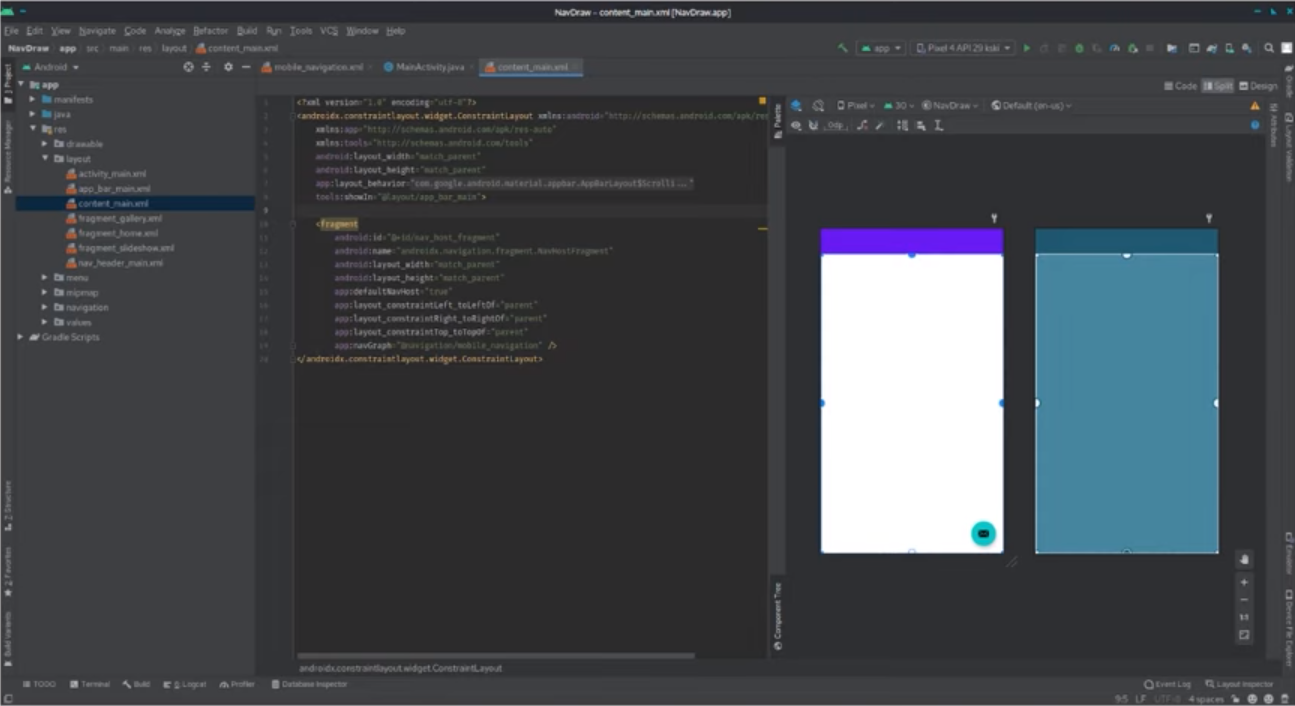 NavDraw – content_main.xml [NavDraw.app]
File Edit View Navigate Code Analyze Refactor Build Run Tools VCS Window Help
NavDraw app src main res layout content_main.xml
app Pixel 4 API 29 kaki
Android
mobile_navigation.xml MainActivity.java content_main.xml
Code Split Design
1: Project
Resource Manager
Z: Structure
2: Favorites
Build Variants
app
manifests
java
res
drawable
layout
activity_main.xml
app_bar_main.xml
content_main.xml
fragment_gallery.xml
fragment_home.xml
fragment_slideshow.xml
nav_header_main.xml
menu
mipmap
navigation
values
Gradle Scripts
<?xml version="1.0" encoding="utf-8"?>
<androidx.constraintlayout.widget.ConstraintLayout xmlns:android="http://schemas.android.com/apk/res
xmlns:app="http://schemas.android.com/apk/res-auto"
xmlns:tools="http://schemas.android.com/tools"
android:layout_width="match_parent"
android:layout_height="match_parent"
app:layout_behavior="com.google.android.material.appbar.AppBarLayout$Scrolli..."
tools:showIn="@layout/app_bar_main">
<fragment
android:id="@+id/nav_host_fragment"
android:name="androidx.navigation.fragment.NavHostFragment"
android:layout_width="match_parent"
android:layout_height="match_parent"
app:defaultNavHost="true"
app:layout_constraintLeft_toLeftOf="parent"
app:layout_constraintRight_toRightOf="parent"
app:layout_constraintTop_toTopOf="parent"
app:navGraph="@navigation/mobile_navigation" />
</androidx.constraintlayout.widget.ConstraintLayout>
androidx.constraintlayout.widget.ConstraintLayout
Palette
Component Tree
Pixel 30 NavDraw Default (en-us)
0dp
1:1
Attributes
Gradle
Layout Validation
Emulator
Device File Explorer
TODO Terminal Build 6: Logcat Profiler Database Inspector
Event Log Layout Inspector
9:5 LF UTF-8 4 spaces